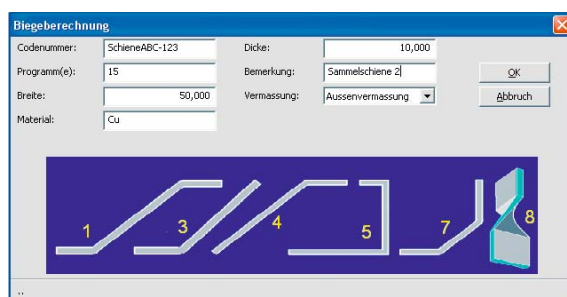 Biegeberechnung
Codenummer: SchieneABC-123 Dicke: 10,000
Programm(e): 15 Bemerkung: Sammelschiene 2 OK
Breite: 50,000 Vermassung: Aussenvermassung Abbruch
Material: Cu
1 3 4 5 7 8
..